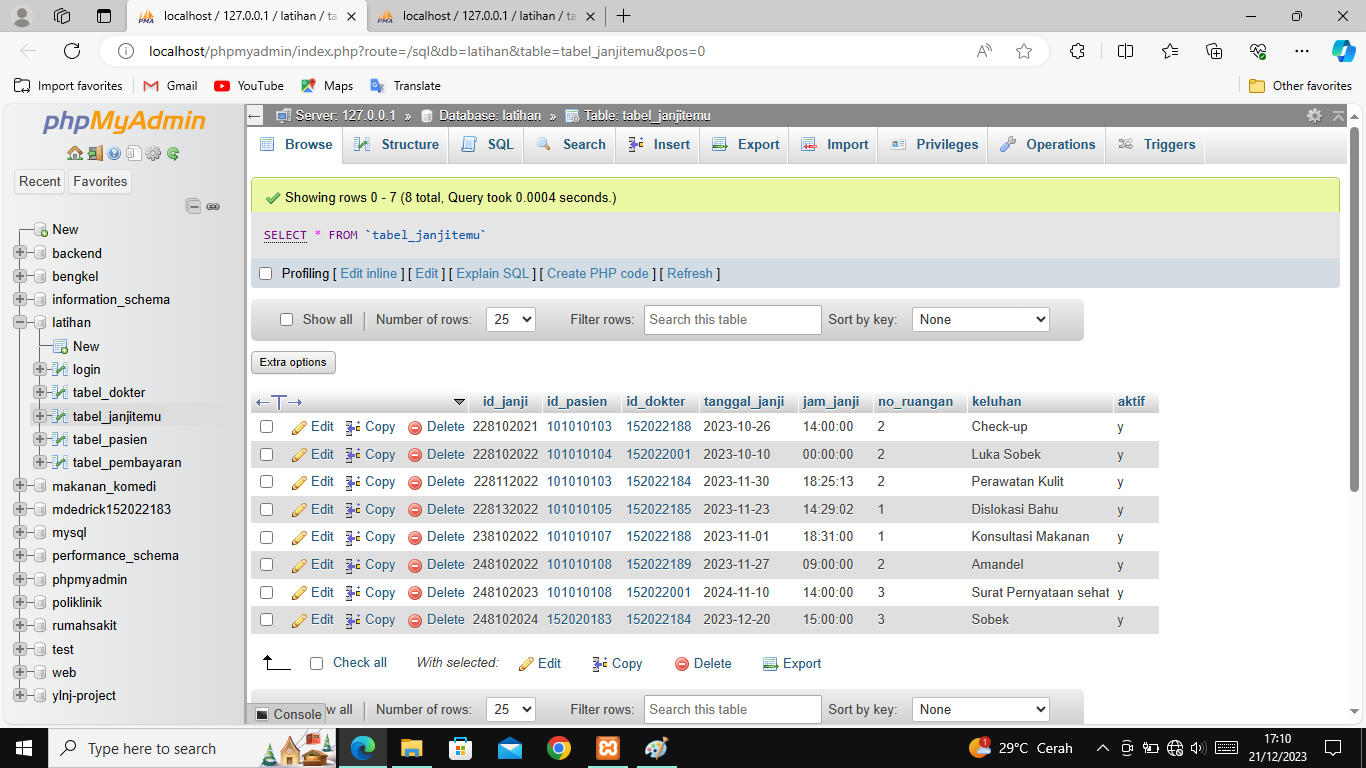 localhost / 127.0.0.1 / latihan / ta
localhost / 127.0.0.1 / latihan / ta
localhost/phpmyadmin/index.php?route=/sql&db=latihan&table=tabel_janjitemu&pos=0
Import favorites Gmail YouTube Maps Translate Other favorites
phpMyAdmin
Recent Favorites
New
backend
bengkel
information_schema
latihan
New
login
tabel_dokter
tabel_janjitemu
tabel_pasien
tabel_pembayaran
makanan_komedi
mdedrick152022183
mysql
performance_schema
phpmyadmin
poliklinik
rumahsakit
test
web
ylnj-project
Server: 127.0.0.1 » Database: latihan » Table: tabel_janjitemu
Browse Structure SQL Search Insert Export Import Privileges Operations Triggers
Showing rows 0 - 7 (8 total, Query took 0.0004 seconds.)
SELECT * FROM `tabel_janjitemu`
Profiling [ Edit inline ] [ Edit ] [ Explain SQL ] [ Create PHP code ] [ Refresh ]
Show all Number of rows: 25 Filter rows: Search this table Sort by key: None
Extra options
id_janji id_pasien id_dokter tanggal_janji jam_janji no_ruangan keluhan aktif
Edit Copy Delete 228102021 101010103 152022188 2023-10-26 14:00:00 2 Check-up y
Edit Copy Delete 228102022 101010104 152022001 2023-10-10 00:00:00 2 Luka Sobek y
Edit Copy Delete 228112022 101010103 152022184 2023-11-30 18:25:13 2 Perawatan Kulit y
Edit Copy Delete 228132022 101010105 152022185 2023-11-23 14:29:02 1 Dislokasi Bahu y
Edit Copy Delete 238102022 101010107 152022188 2023-11-01 18:31:00 1 Konsultasi Makanan y
Edit Copy Delete 248102022 101010108 152022189 2023-11-27 09:00:00 2 Amandel y
Edit Copy Delete 248102023 101010108 152022001 2024-11-10 14:00:00 3 Surat Pernyataan sehat y
Edit Copy Delete 248102024 152020183 152022184 2023-12-20 15:00:00 3 Sobek y
Check all With selected: Edit Copy Delete Export
w all Number of rows: 25 Filter rows: Search this table Sort by key: None
Console
Type here to search
1 29°C Cerah
17:10
21/12/2023